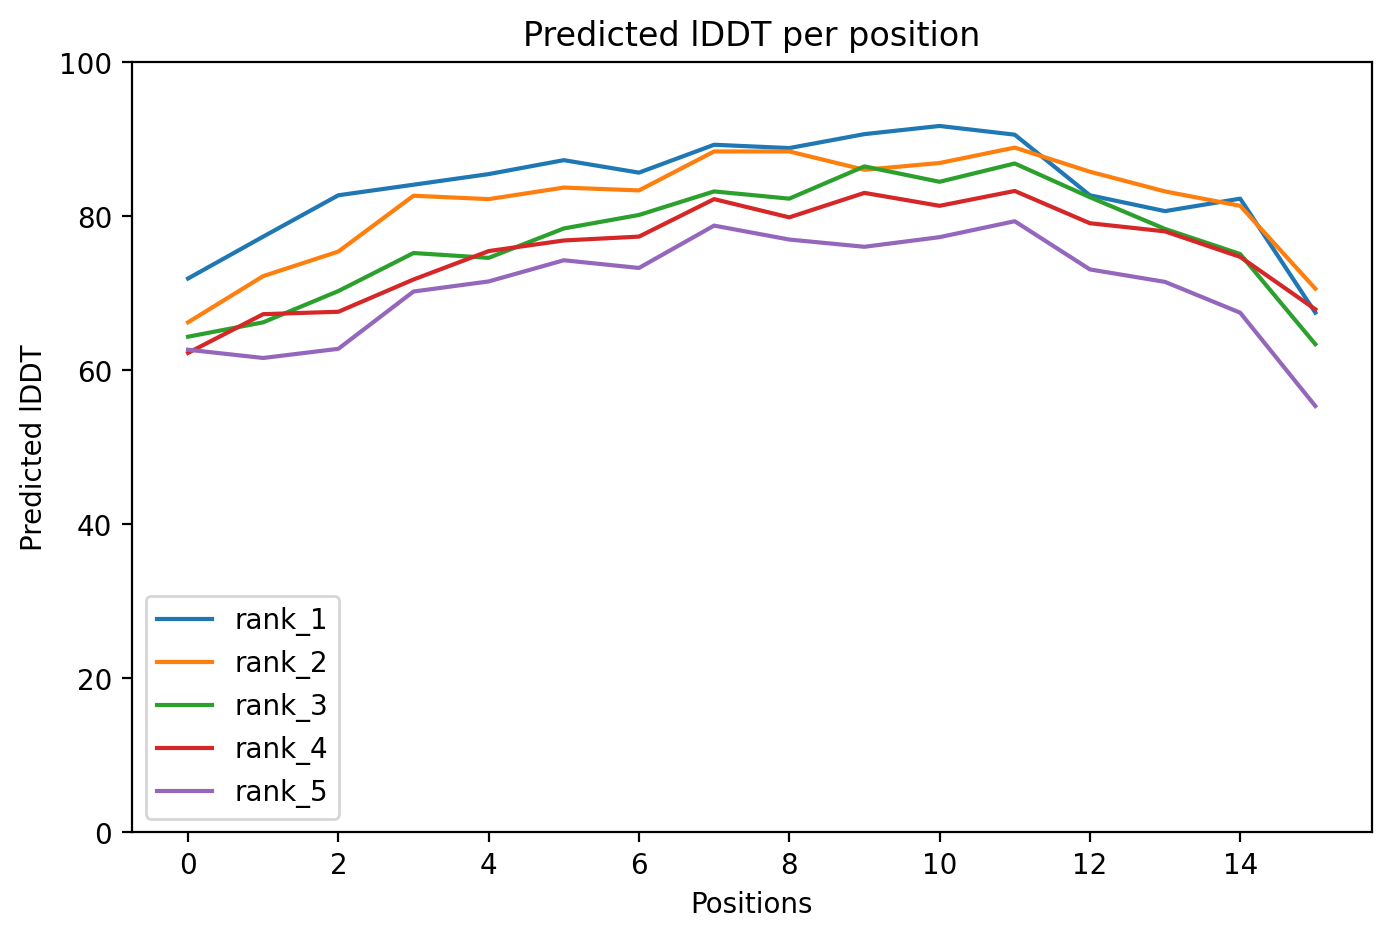 Predicted lDDT per position
100
80
60
40
20
0
Predicted lDDT
rank_1
rank_2
rank_3
rank_4
rank_5
0 2 4 6 8 10 12 14
Positions